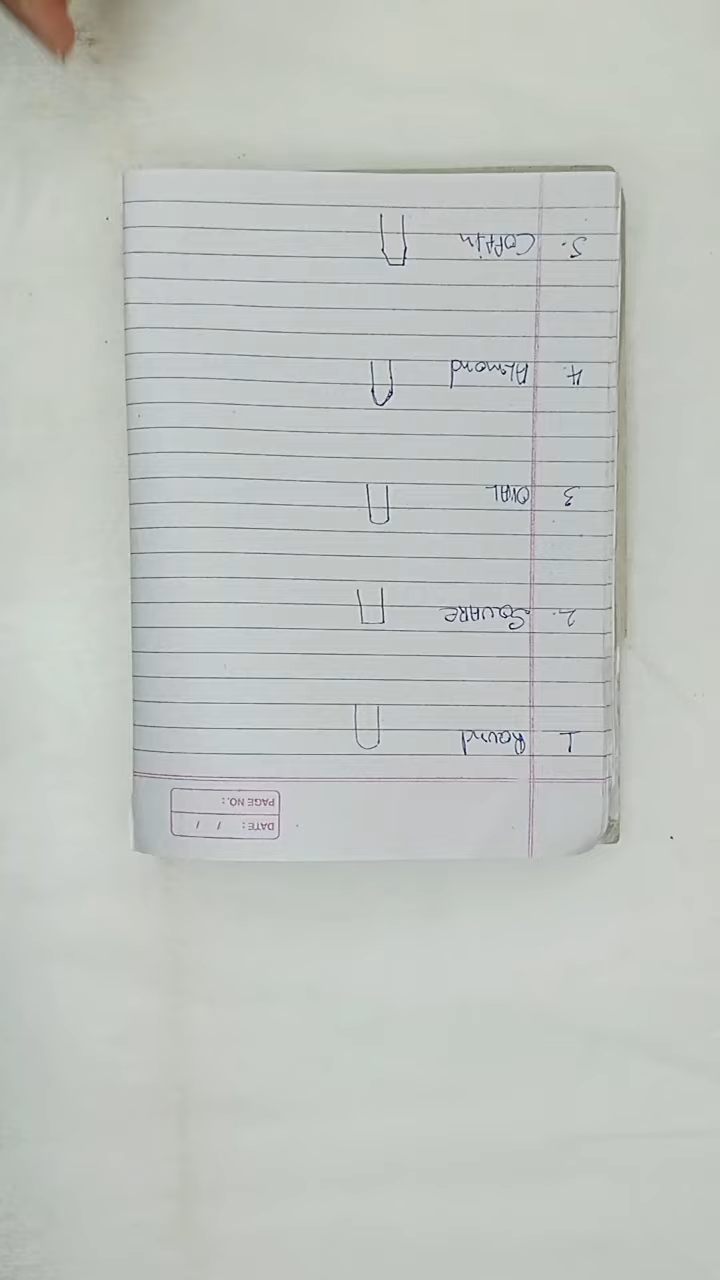 DATE: / /
PAGE NO.:
1 Round
2. SQUARE
3 OVAL
4. ALmond
5. COFFin